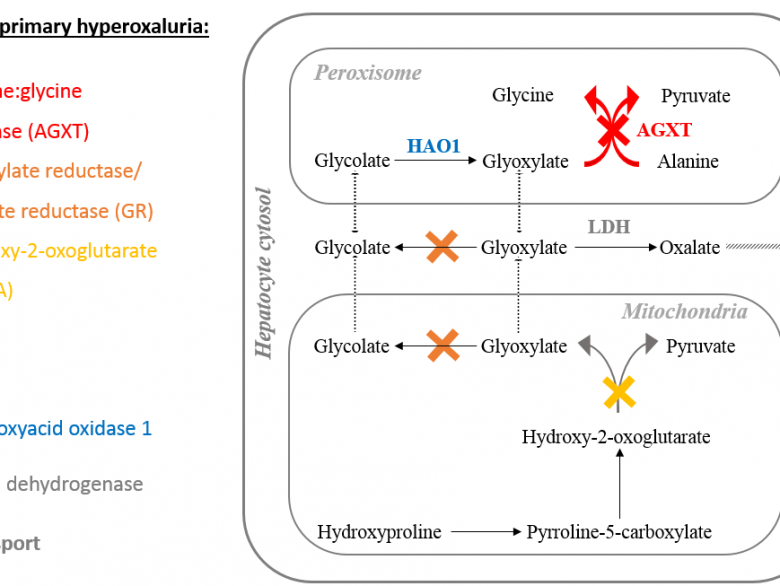 primary hyperoxaluria:
ne:glycine
ase (AGXT)
ylate reductase/
te reductase (GR)
xy-2-oxoglutarate
A)
oxyacid oxidase 1
dehydrogenase
port
Hepatocyte cytosol
Peroxisome
Glycine
Pyruvate
AGXT
Glycolate
HAO1
Glyoxylate
Alanine
Glycolate
Glyoxylate
LDH
Oxalate
Mitochondria
Glycolate
Glyoxylate
Pyruvate
Hydroxy-2-oxoglutarate
Hydroxyproline
Pyrroline-5-carboxylate